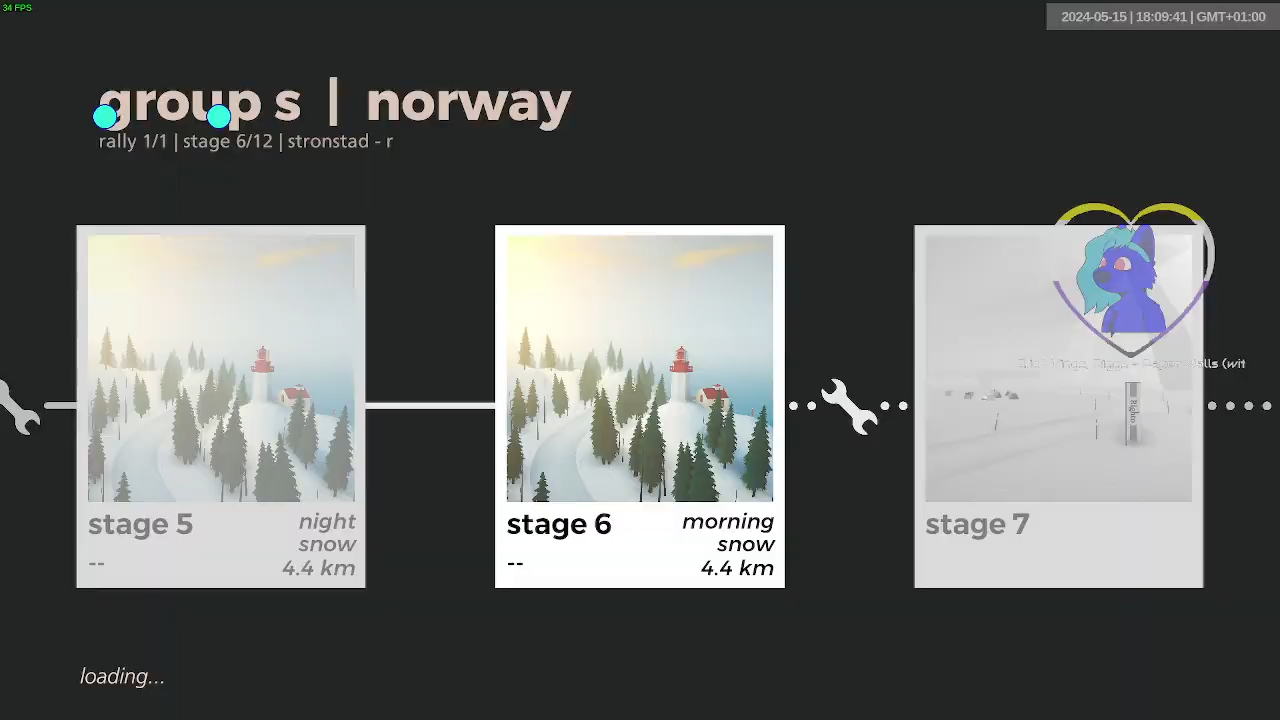 34 FPS
2024-05-15 | 18:09:41 | GMT+01:00
group s | norway
rally 1/1 | stage 6/12 | stronstad - r
stage 5
night
snow
--
4.4 km
stage 6
morning
snow
--
4.4 km
stage 7
loading...